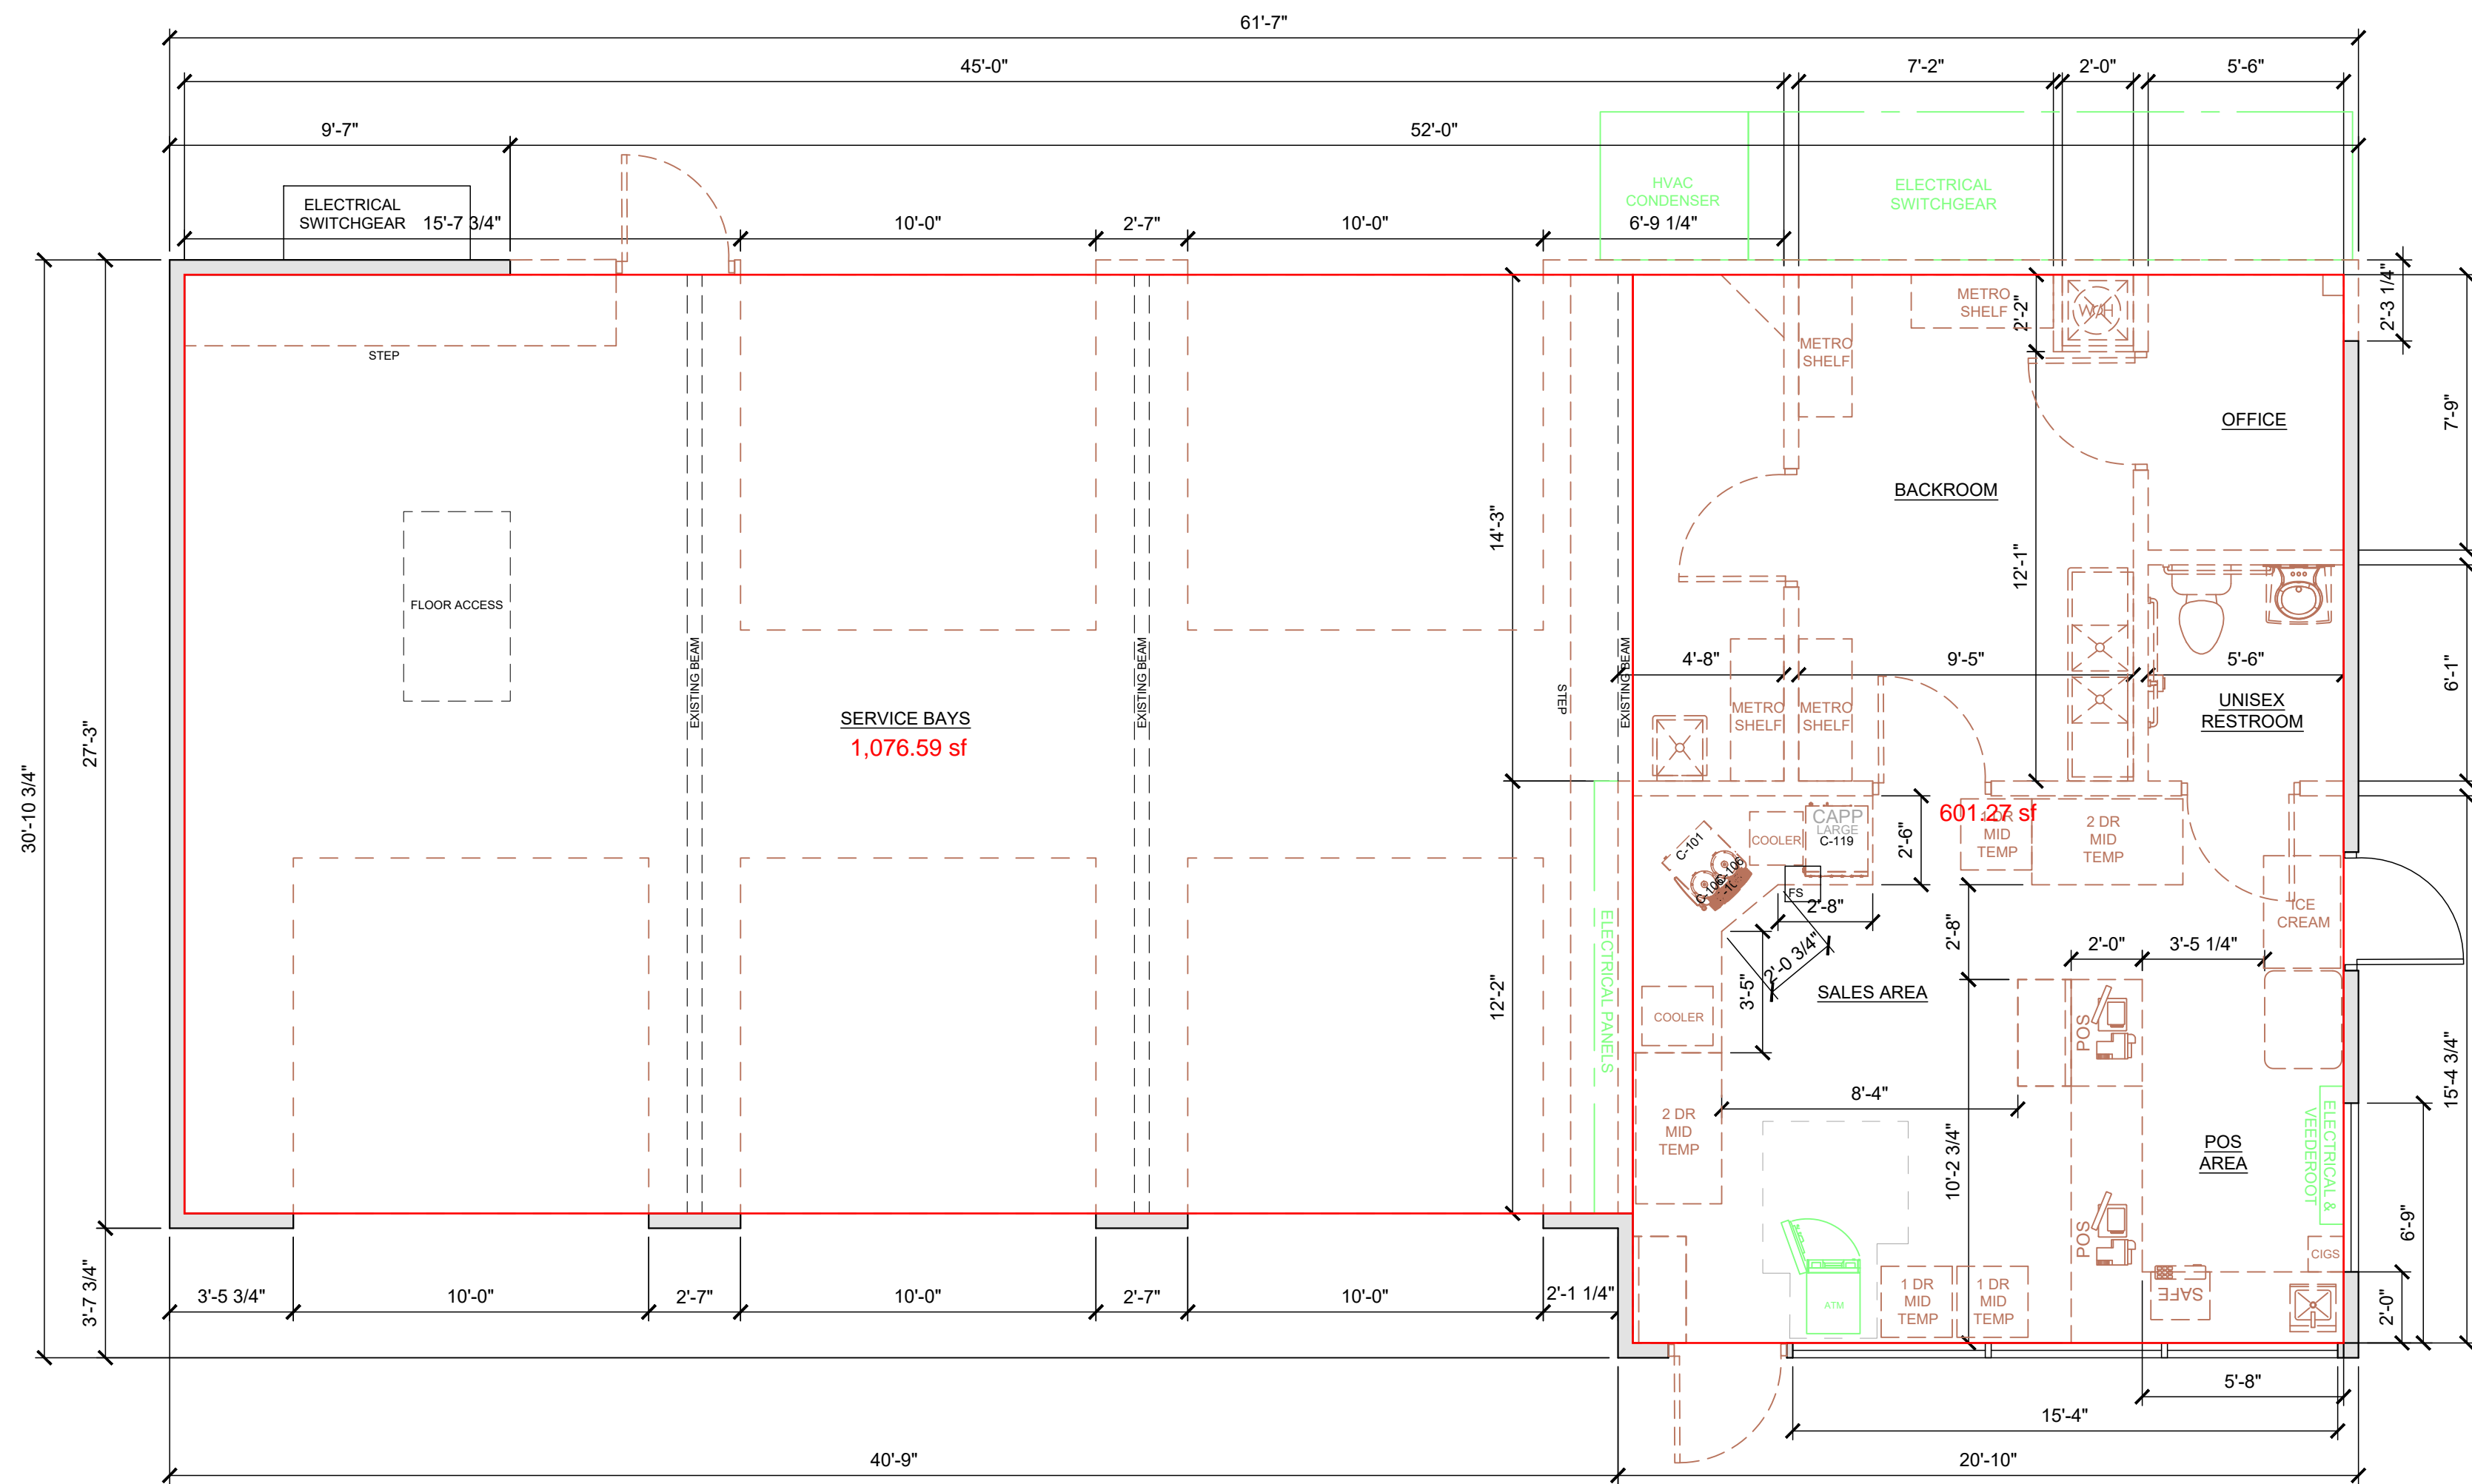 61'-7"
45'-0"
7'-2"
2'-0"
5'-6"
9'-7"
52'-0"
ELECTRICAL
SWITCHGEAR
15'-7 3/4"
10'-0"
2'-7"
10'-0"
6'-9 1/4"
HVAC
CONDENSER
ELECTRICAL
SWITCHGEAR
2'-3 1/4"
METRO
SHELF
2'-2"
W/H
STEP
METRO
SHELF
7'-9"
OFFICE
BACKROOM
14'-3"
12'-1"
FLOOR ACCESS
EXISTING BEAM
EXISTING BEAM
EXISTING BEAM
STEP
4'-8"
9'-5"
5'-6"
6'-1"
27'-3"
30'-10 3/4"
SERVICE BAYS
1,076.59 sf
METRO
SHELF
METRO
SHELF
UNISEX
RESTROOM
601.27 sf
CAPP
LARGE
C-119
COOLER
C-101
C-106
C-106
FS
2'-6"
1 DR
MID
TEMP
2 DR
MID
TEMP
2'-8"
2'-0 3/4"
2'-8"
ICE
CREAM
2'-0"
3'-5 1/4"
3'-5"
SALES AREA
12'-2"
ELECTRICAL PANELS
COOLER
POS
15'-4 3/4"
8'-4"
2 DR
MID
TEMP
10'-2 3/4"
POS
AREA
ELECTRICAL &
VEEDEROOT
6'-9"
POS
CIGS
SAFE
2'-0"
ATM
1 DR
MID
TEMP
1 DR
MID
TEMP
3'-7 3/4"
3'-5 3/4"
10'-0"
2'-7"
10'-0"
2'-7"
10'-0"
2'-1 1/4"
5'-8"
15'-4"
40'-9"
20'-10"